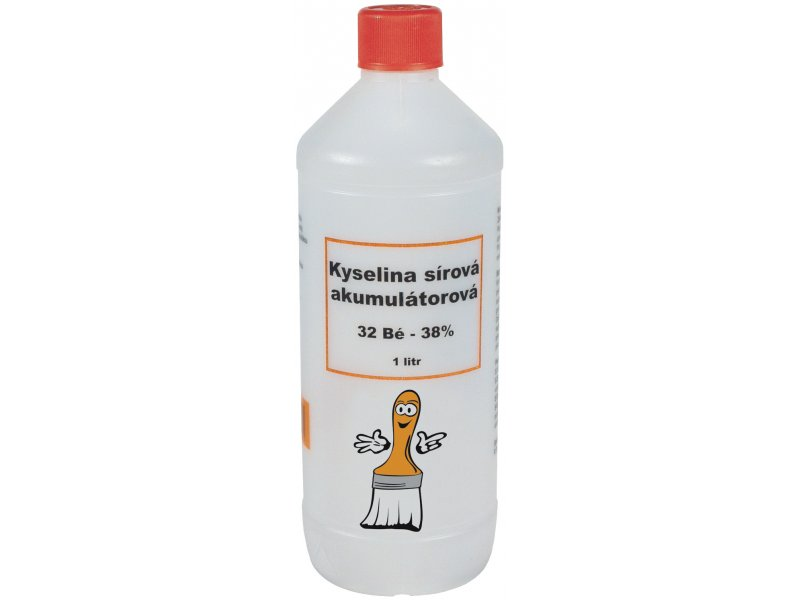 Kyselina sírová
akumulátorová
32 Bé - 38%
1 litr